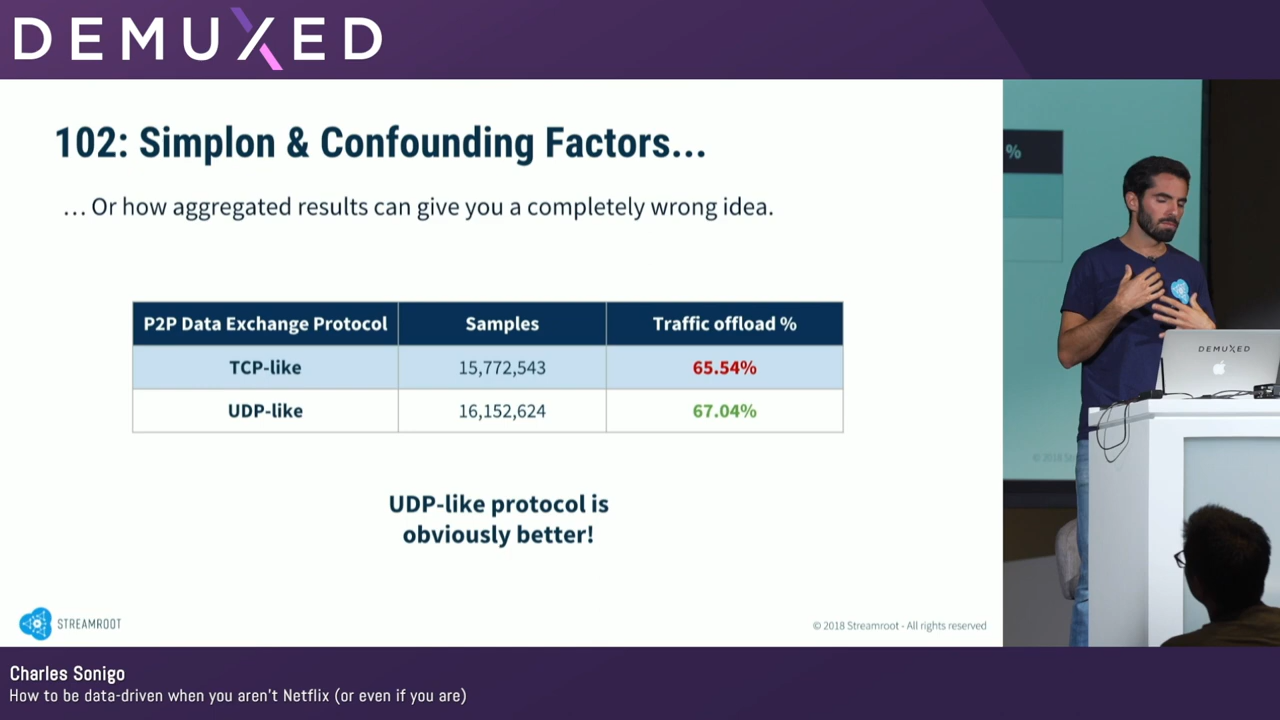 DEMUXED
102: Simplon & Confounding Factors...
... Or how aggregated results can give you a completely wrong idea.
P2P Data Exchange Protocol Samples Traffic offload %
TCP-like 15,772,543 65.54%
UDP-like 16,152,624 67.04%
UDP-like protocol is
obviously better!
STREAMROOT
© 2018 Streamroot - All rights reserved
%
DEMUXED
© 2018 St
Charles Sonigo
How to be data-driven when you aren't Netflix (or even if you are)